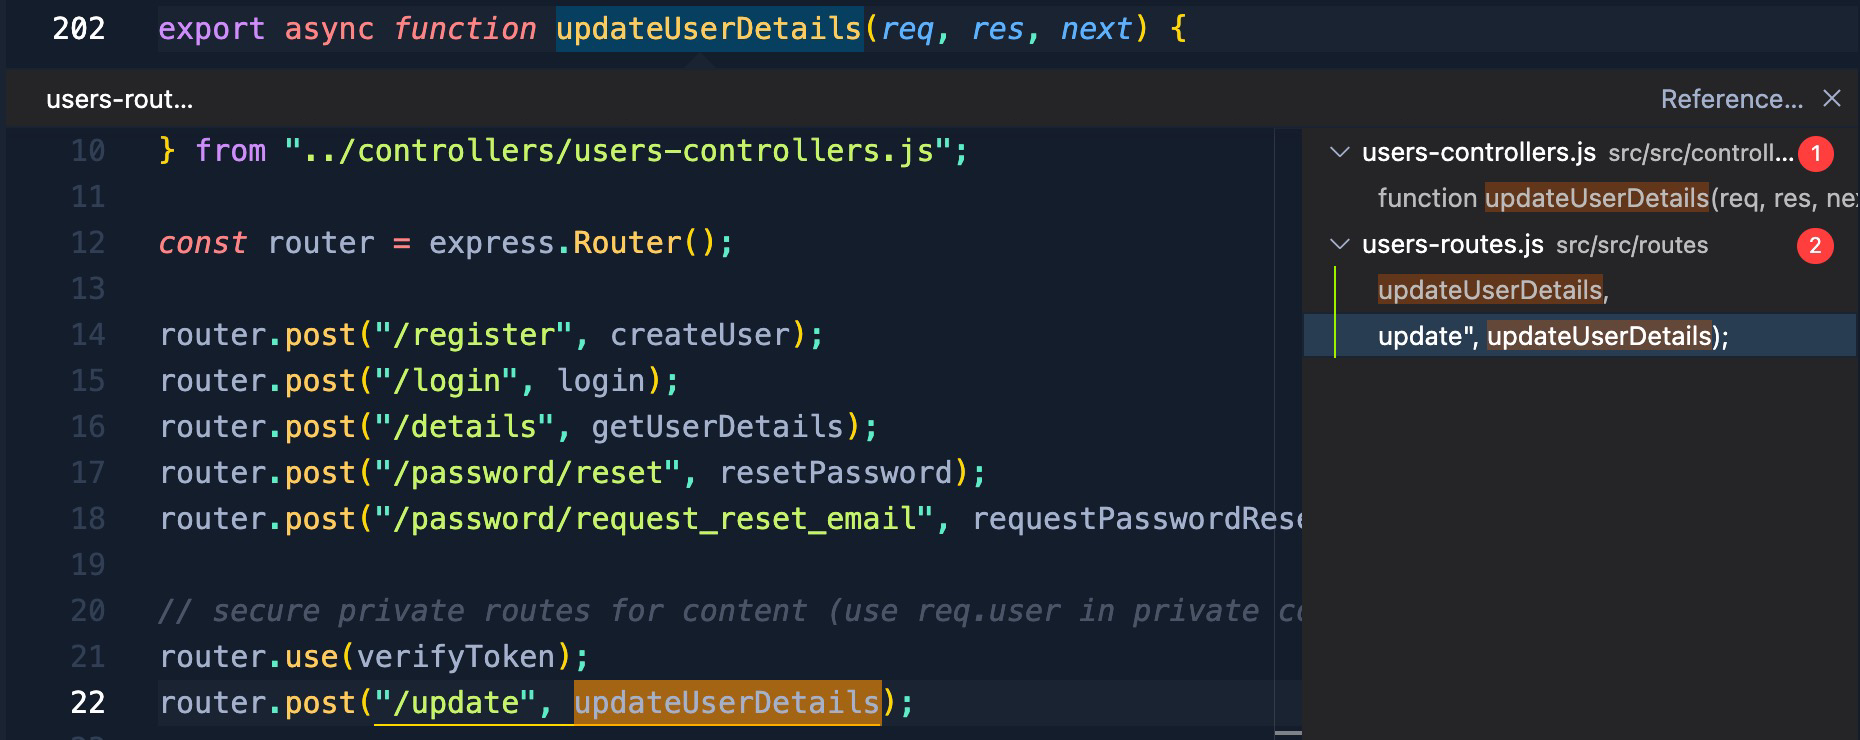 202 export async function updateUserDetails(req, res, next) {
users-rout...
Reference...
10 } from "../controllers/users-controllers.js";
11
12 const router = express.Router();
13
14 router.post("/register", createUser);
15 router.post("/login", login);
16 router.post("/details", getUserDetails);
17 router.post("/password/reset", resetPassword);
18 router.post("/password/request_reset_email", requestPasswordRese
19
20 // secure private routes for content (use req.user in private co
21 router.use(verifyToken);
22 router.post("/update", updateUserDetails);
users-controllers.js src/src/controll... 1
function updateUserDetails(req, res, ne
users-routes.js src/src/routes 2
updateUserDetails,
update", updateUserDetails);